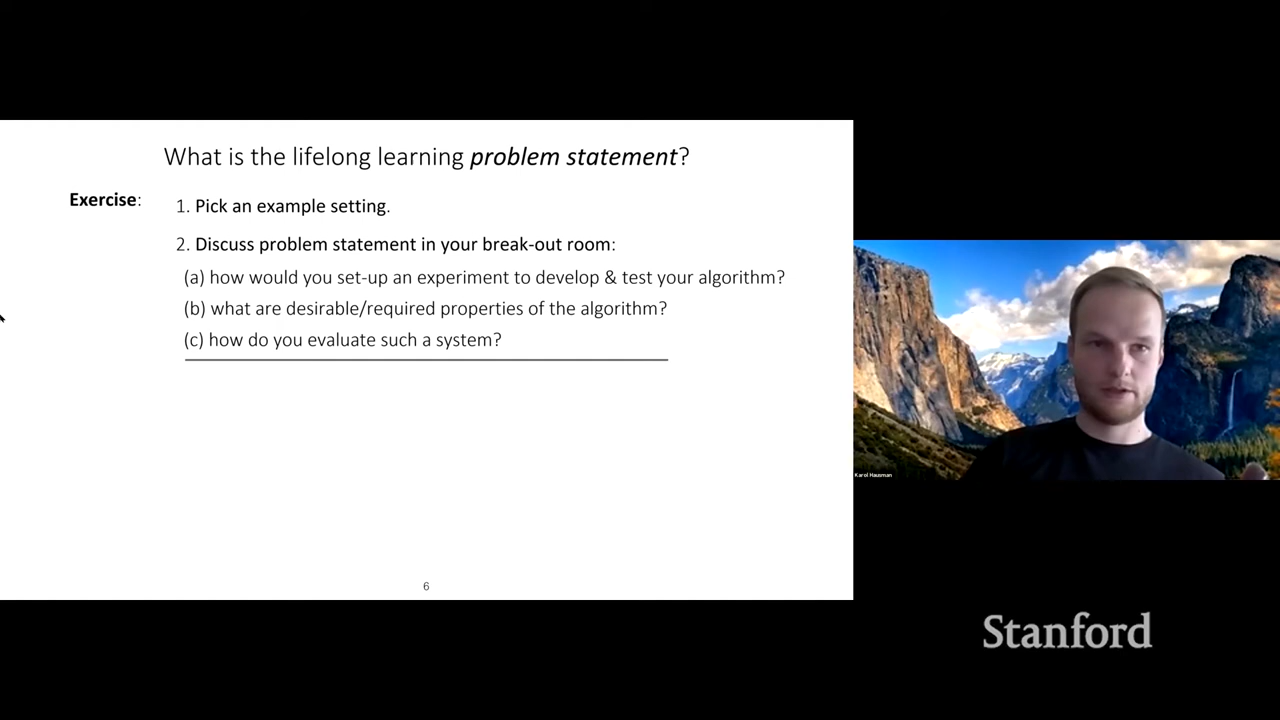 What is the lifelong learning problem statement?
Exercise:
1. Pick an example setting.
2. Discuss problem statement in your break-out room:
(a) how would you set-up an experiment to develop & test your algorithm?
(b) what are desirable/required properties of the algorithm?
(c) how do you evaluate such a system?
6
Karol Hausman
Stanford